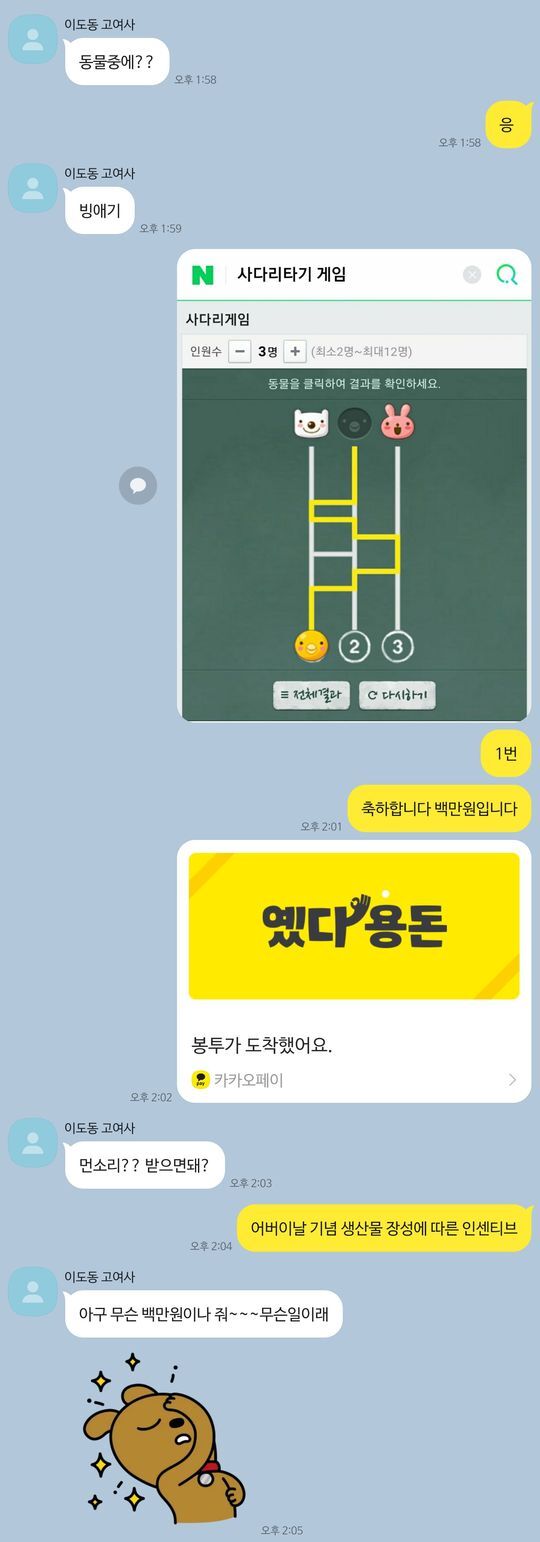 이도동 고여사
동물중에??
오후 1:58
응
오후 1:58
이도동 고여사
빙애기
오후 1:59
N 사다리타기 게임
사다리게임
인원수 − 3명 + (최소2명~최대12명)
동물을 클릭하여 결과를 확인하세요.
2 3
≡ 전체결과 다시하기
1번
축하합니다 백만원입니다
오후 2:01
옜다 용돈
봉투가 도착했어요.
pay 카카오페이
오후 2:02
이도동 고여사
먼소리?? 받으면돼?
오후 2:03
어버이날 기념 생산물 장성에 따른 인센티브
오후 2:04
이도동 고여사
아구 무슨 백만원이나 줘~~~무슨일이래
오후 2:05